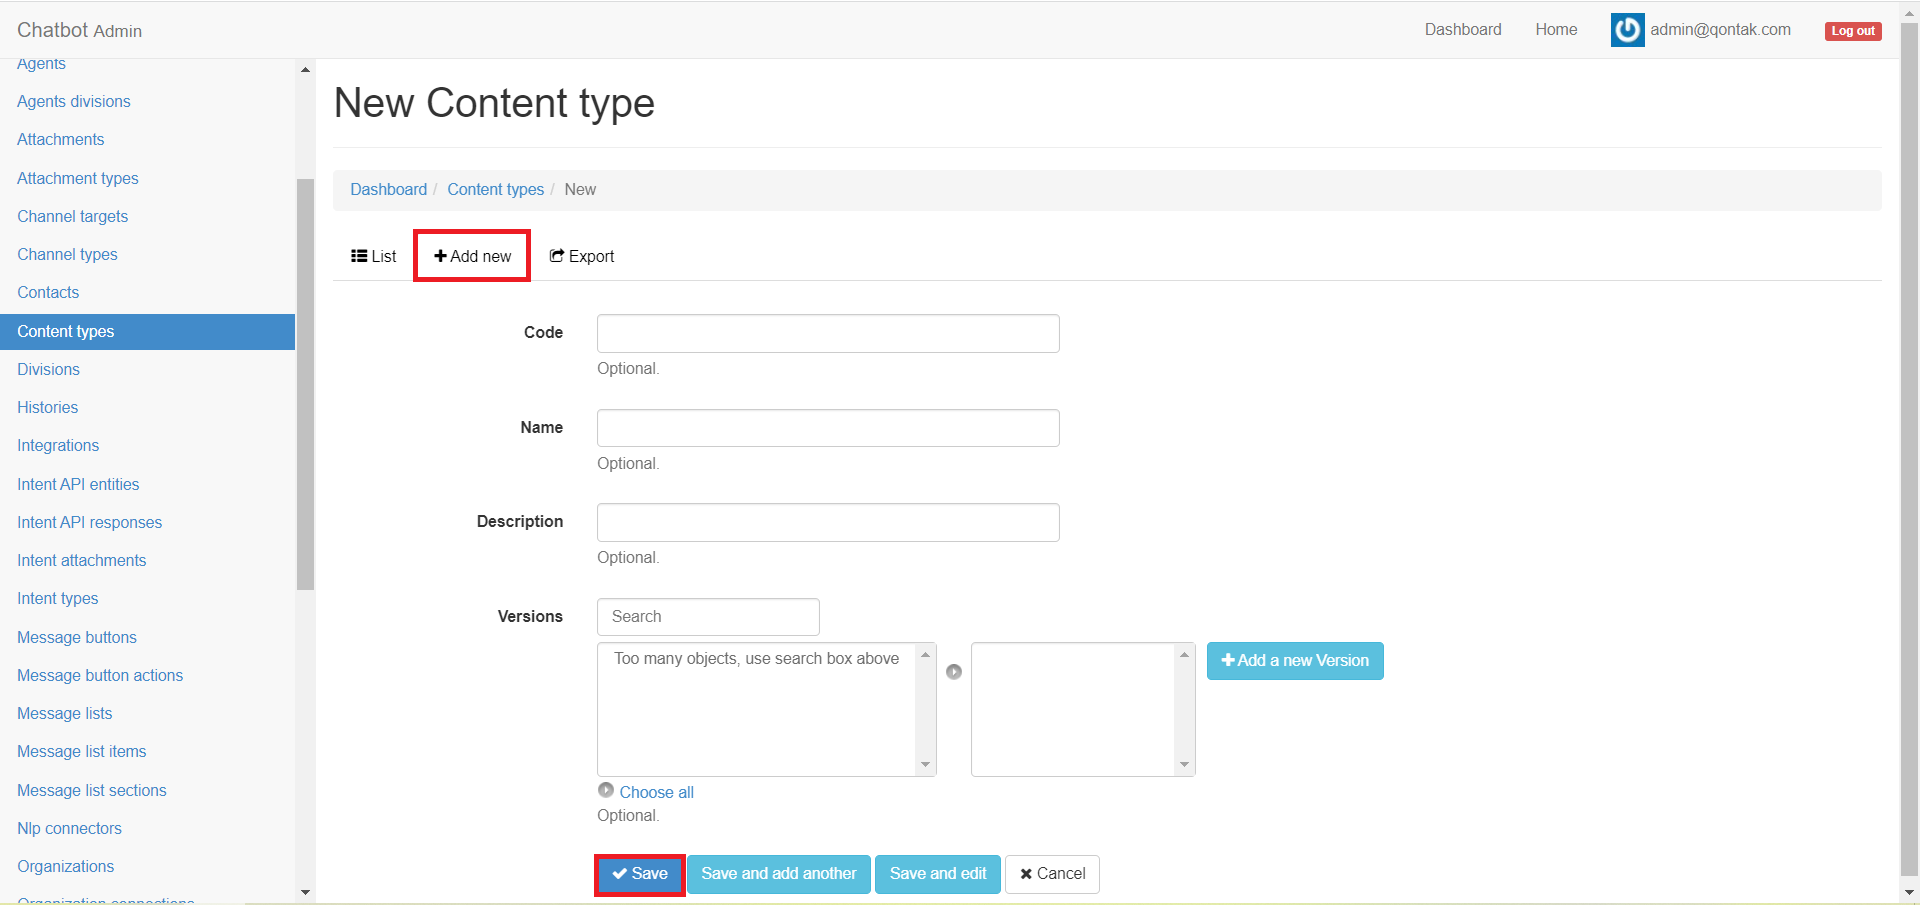 Chatbot Admin
Dashboard
Home
admin@qontak.com
Log out
Agents
Agents divisions
Attachments
Attachment types
Channel targets
Channel types
Contacts
Content types
Divisions
Histories
Integrations
Intent API entities
Intent API responses
Intent attachments
Intent types
Message buttons
Message button actions
Message lists
Message list items
Message list sections
Nlp connectors
Organizations
Organization connections
New Content type
Dashboard / Content types / New
List
Add new
Export
Code
Optional.
Name
Optional.
Description
Optional.
Versions
Search
Too many objects, use search box above
Add a new Version
Choose all
Optional.
Save
Save and add another
Save and edit
Cancel